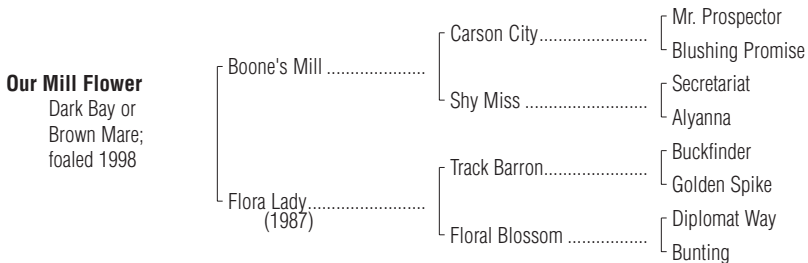 Mr. Prospector
Carson City
Blushing Promise
Boone's Mill
Secretariat
Shy Miss
Alyanna
Our Mill Flower
Dark Bay or
Brown Mare;
foaled 1998
Buckfinder
Track Barron
Golden Spike
Flora Lady
(1987)
Diplomat Way
Floral Blossom
Bunting